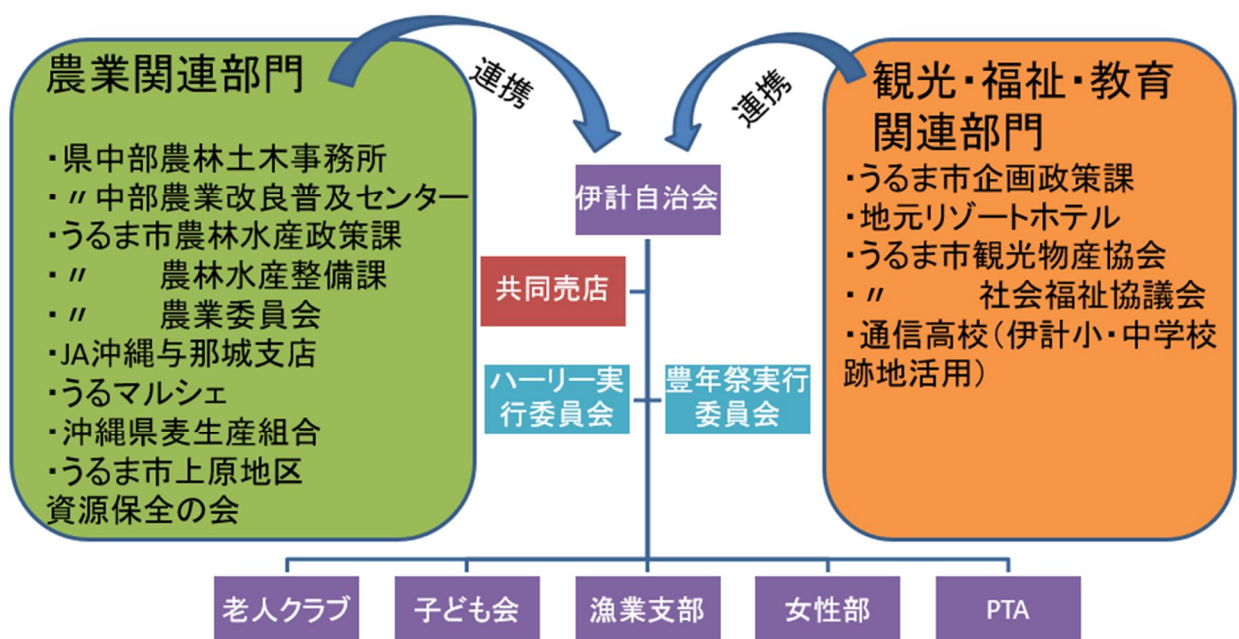 農業関連部門
・県中部農林土木事務所
・〃中部農業改良普及センター
・うるま市農林水産政策課
・〃　　農林水産整備課
・〃　　農業委員会
・JA沖縄与那城支店
・うるマルシェ
・沖縄県麦生産組合
・うるま市上原地区
資源保全の会
連携
連携
観光・福祉・教育
関連部門
・うるま市企画政策課
・地元リゾートホテル
・うるま市観光物産協会
・〃　　　社会福祉協議会
・通信高校（伊計小・中学校
跡地活用）
伊計自治会
共同売店
ハーリー実
行委員会
豊年祭実行
委員会
老人クラブ
子ども会
漁業支部
女性部
PTA